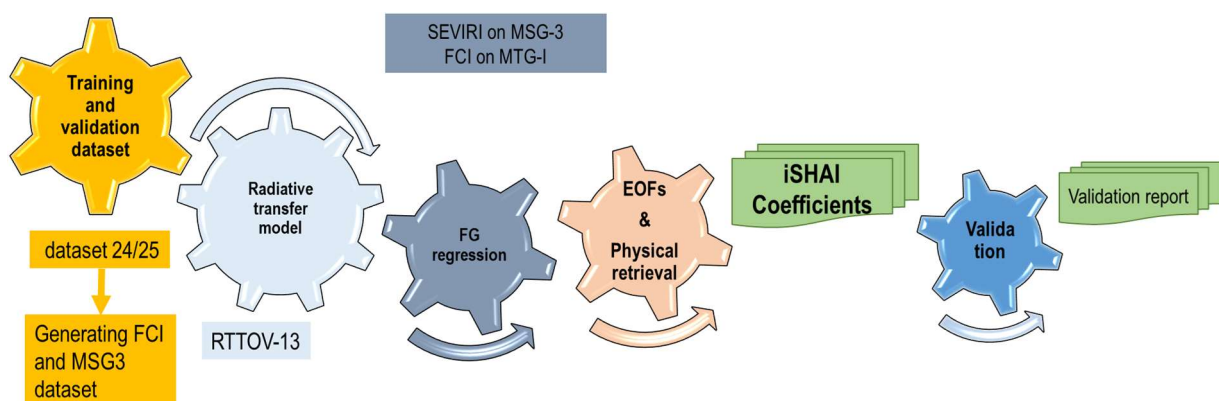 SEVIRI on MSG-3
FCI on MTG-I
Training
and
validation
dataset
dataset 24/25
Generating FCI
and MSG3
dataset
Radiative
transfer
model
RTTOV-13
FG
regression
EOFs
&
Physical
retrieval
iSHAI
Coefficients
Valida
tion
Validation report